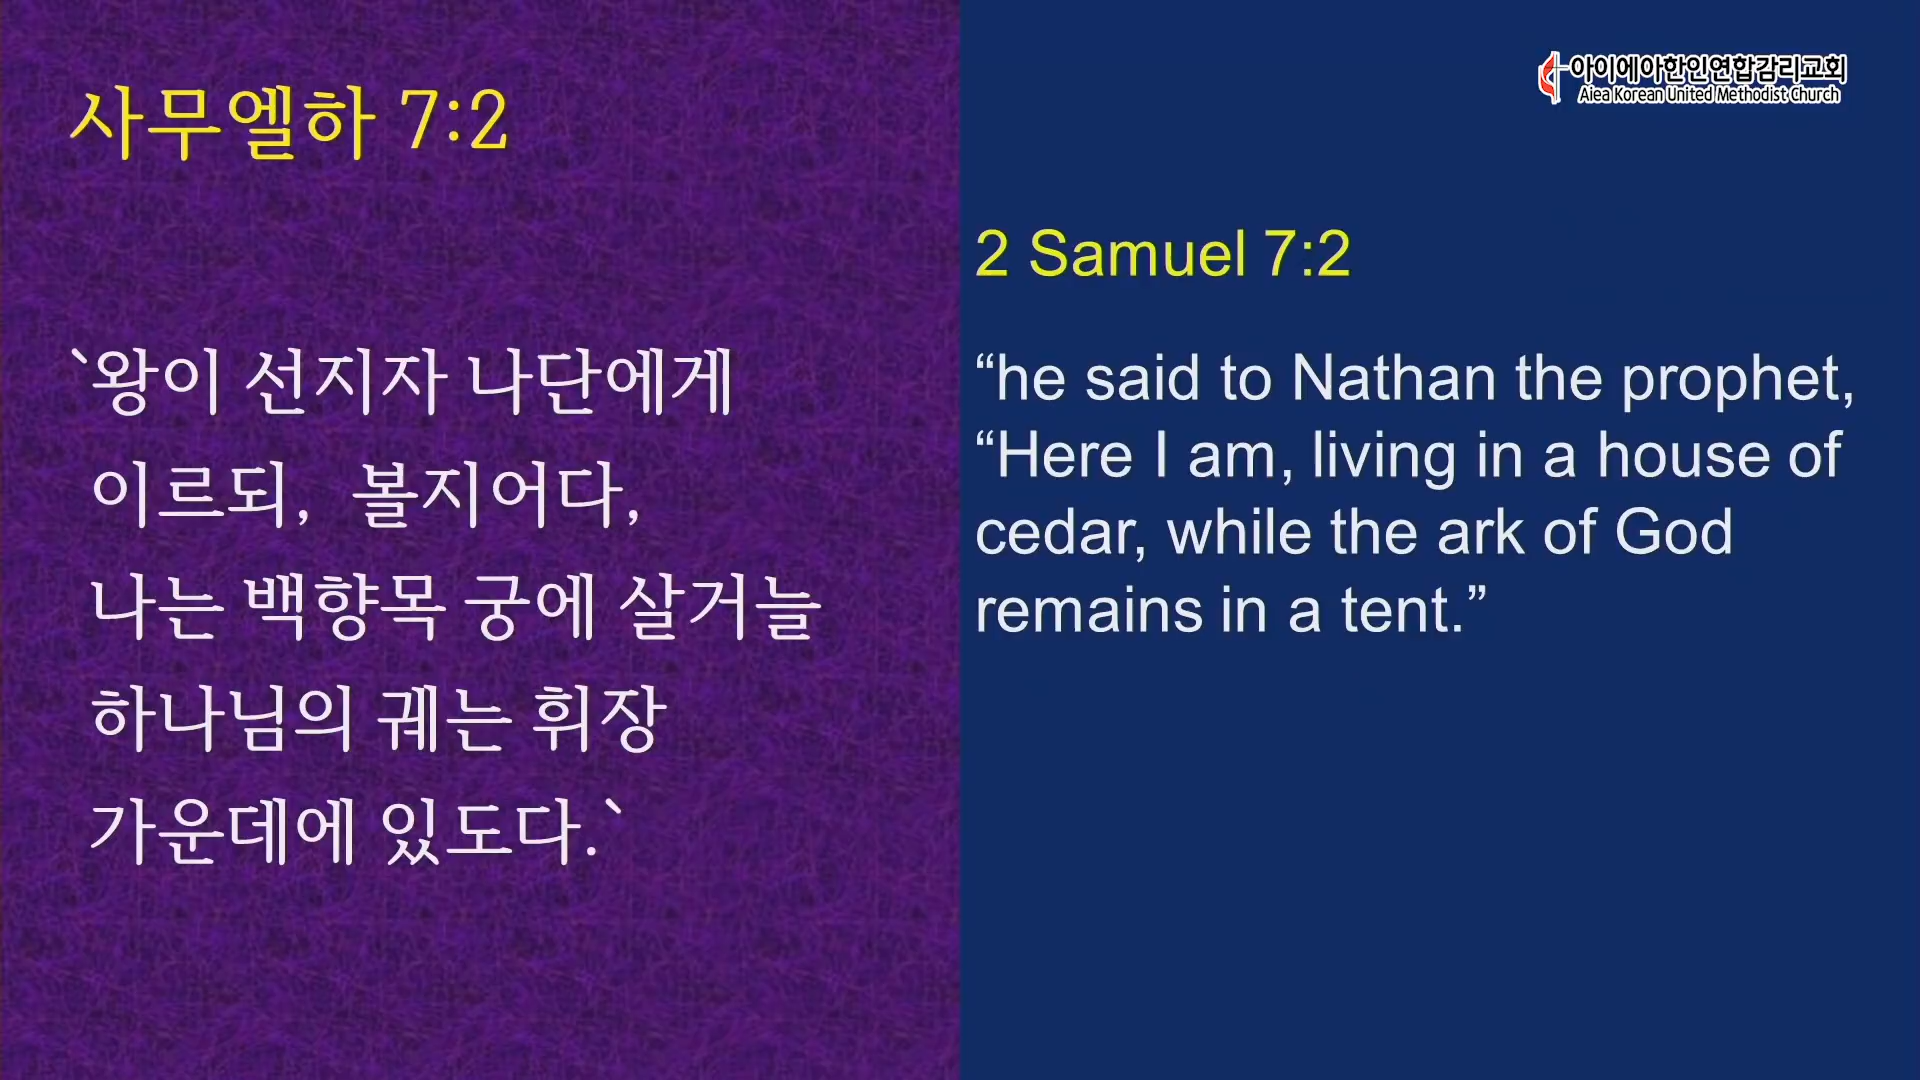 사무엘하 7:2
`왕이 선지자 나단에게
이르되, 볼지어다,
나는 백향목 궁에 살거늘
하나님의 궤는 휘장
가운데에 있도다.`
아이에아한인연합감리교회
Aiea Korean United Methodist Church
2 Samuel 7:2
“he said to Nathan the prophet,
“Here I am, living in a house of
cedar, while the ark of God
remains in a tent.”